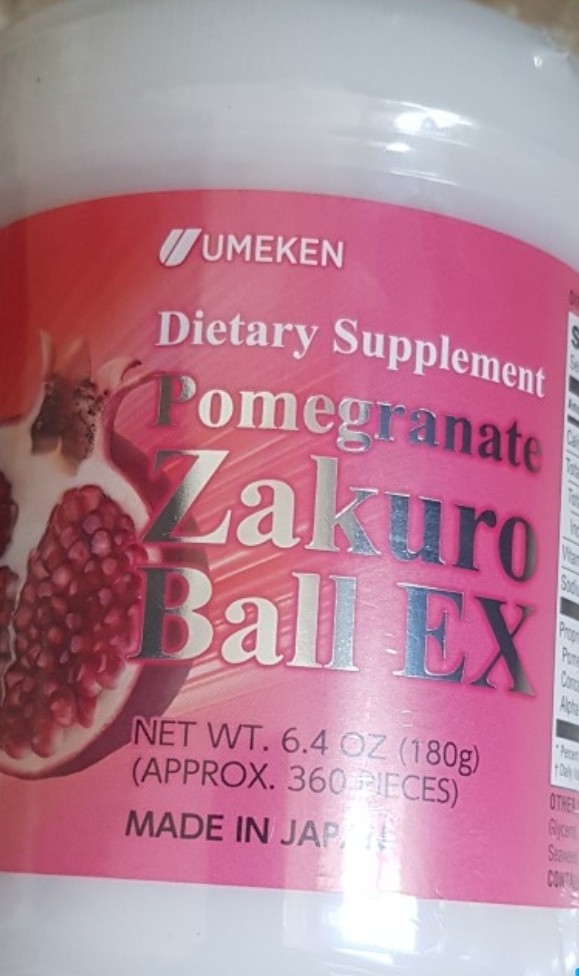 UMEKEN
Dietary Supplement
Pomegranate
Zakuro
Ball EX
NET WT. 6.4 OZ (180g)
(APPROX. 360 PIECES)
MADE IN JAPAN